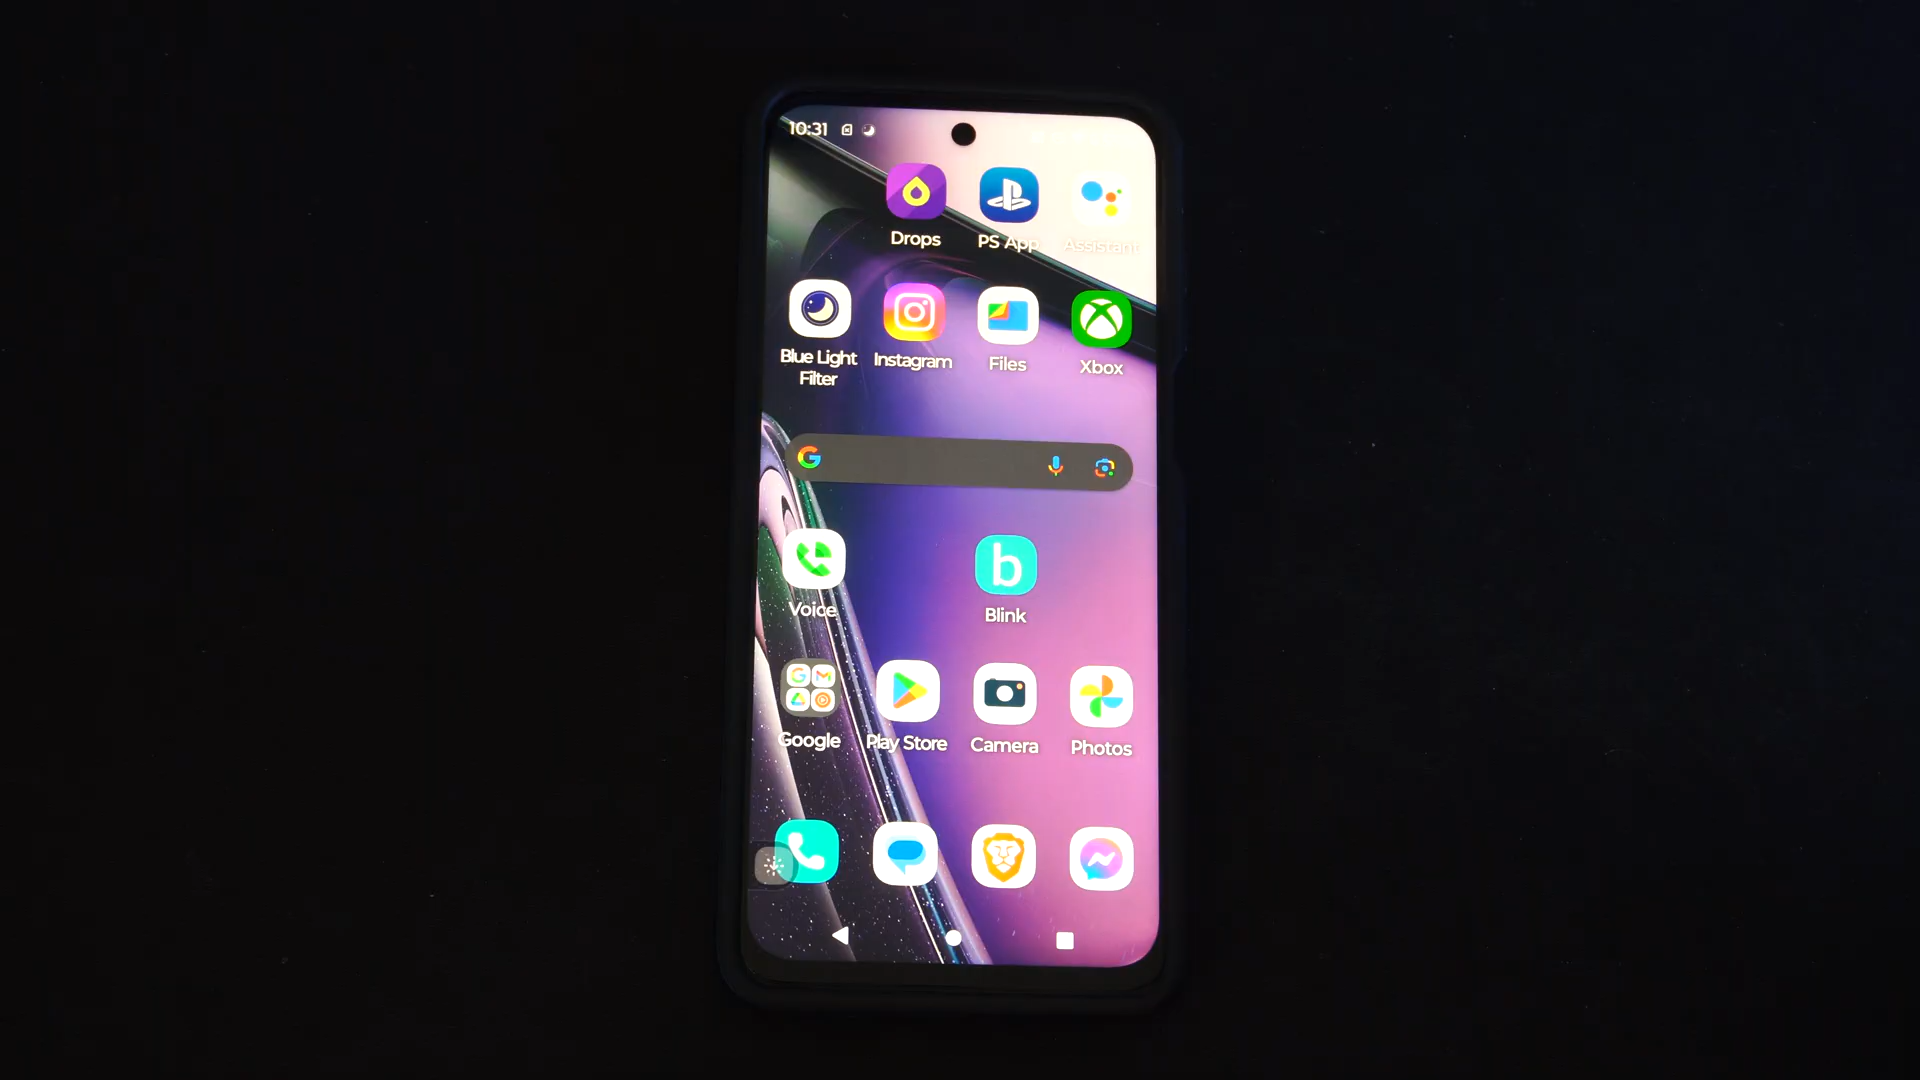 10:31
Drops PS App Assistant
Blue Light Filter Instagram Files Xbox
Voice b Blink
Google Play Store Camera Photos